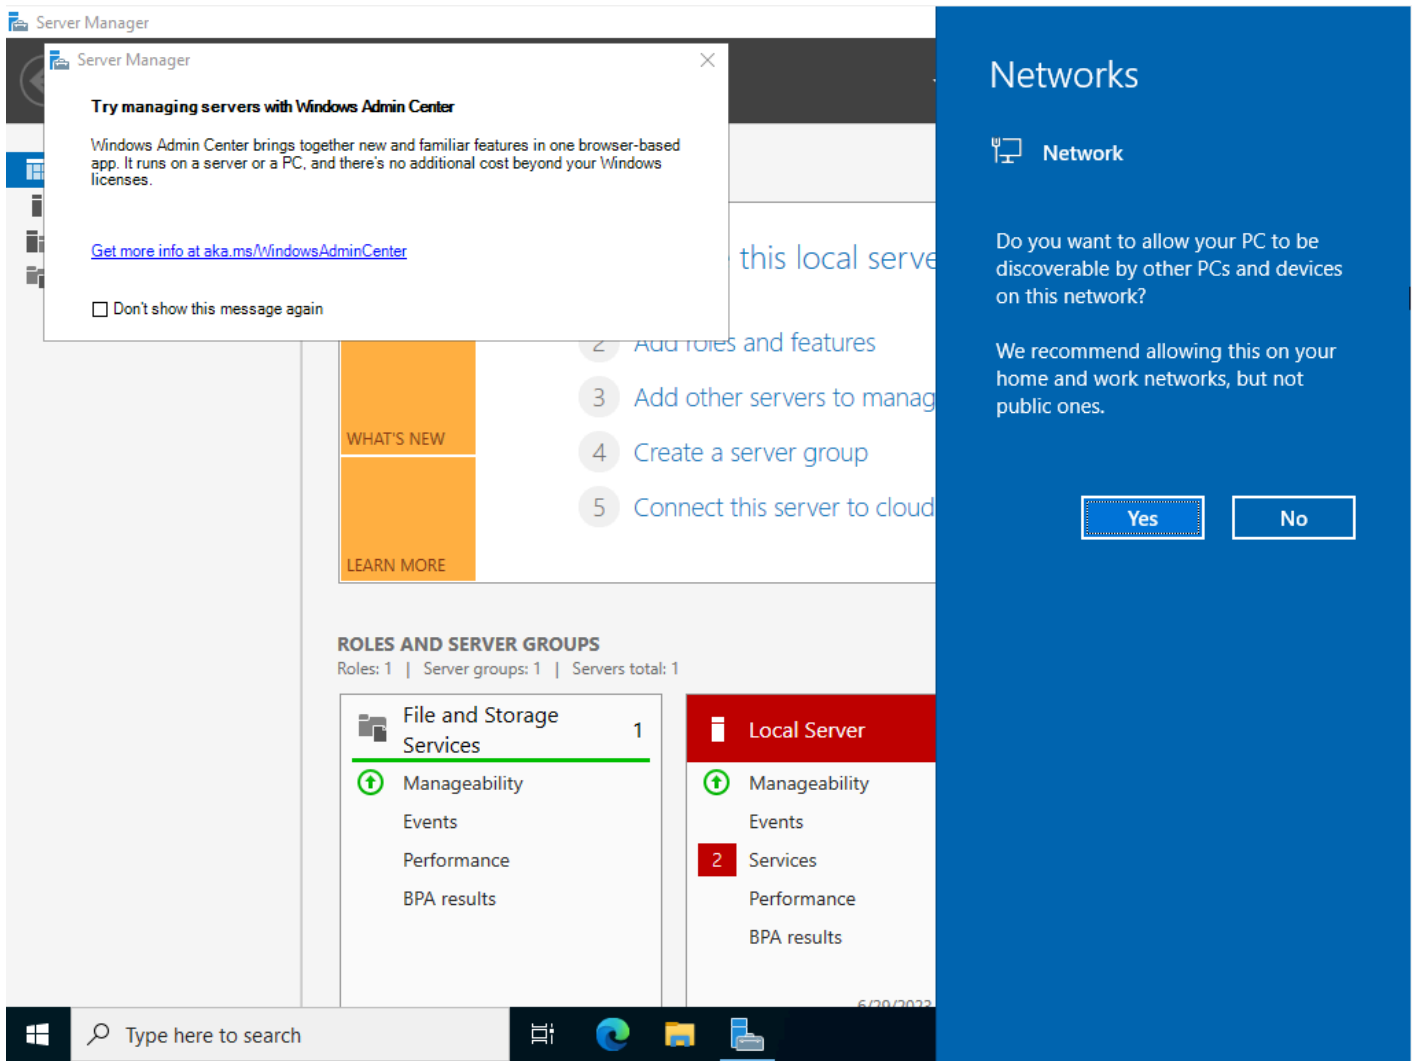 Server Manager
Server Manager
Try managing servers with Windows Admin Center
Windows Admin Center brings together new and familiar features in one browser-based
app. It runs on a server or a PC, and there's no additional cost beyond your Windows
licenses.
Get more info at aka.ms/WindowsAdminCenter
Don't show this message again
this local serve
2 Add roles and features
3 Add other servers to manag
4 Create a server group
5 Connect this server to cloud
WHAT'S NEW
LEARN MORE
ROLES AND SERVER GROUPS
Roles: 1 | Server groups: 1 | Servers total: 1
File and Storage
Services
1
Manageability
Events
Performance
BPA results
Local Server
Manageability
Events
2 Services
Performance
BPA results
6/29/2023
Networks
Network
Do you want to allow your PC to be
discoverable by other PCs and devices
on this network?
We recommend allowing this on your
home and work networks, but not
public ones.
Yes
No
Type here to search